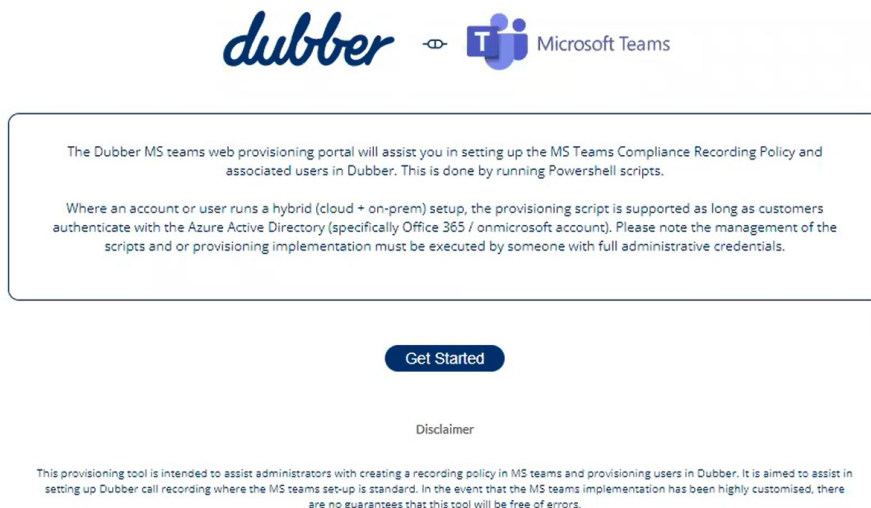 dubber
T
Microsoft Teams
The Dubber MS teams web provisioning portal will assist you in setting up the MS Teams Compliance Recording Policy and
associated users in Dubber. This is done by running Powershell scripts.
Where an account or user runs a hybrid (cloud + on-prem) setup, the provisioning script is supported as long as customers
authenticate with the Azure Active Directory (specifically Office 365 / onmicrosoft account). Please note the management of the
scripts and or provisioning implementation must be executed by someone with full administrative credentials.
Get Started
Disclaimer
This provisioning tool is intended to assist administrators with creating a recording policy in MS teams and provisioning users in Dubber. It is aimed to assist in
setting up Dubber call recording where the MS teams set-up is standard. In the event that the MS teams implementation has been highly customised, there
are no guarantees that this tool will be free of errors.